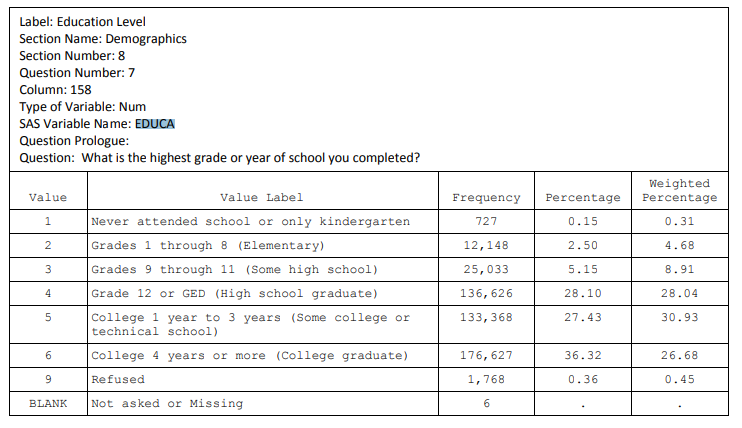 Label: Education Level
Section Name: Demographics
Section Number: 8
Question Number: 7
Column: 158
Type of Variable: Num
SAS Variable Name: EDUCA
Question Prologue:
Question: What is the highest grade or year of school you completed?
Value Value Label Frequency Percentage Weighted Percentage
1 Never attended school or only kindergarten 727 0.15 0.31
2 Grades 1 through 8 (Elementary) 12,148 2.50 4.68
3 Grades 9 through 11 (Some high school) 25,033 5.15 8.91
4 Grade 12 or GED (High school graduate) 136,626 28.10 28.04
5 College 1 year to 3 years (Some college or technical school) 133,368 27.43 30.93
6 College 4 years or more (College graduate) 176,627 36.32 26.68
9 Refused 1,768 0.36 0.45
BLANK Not asked or Missing 6 . .